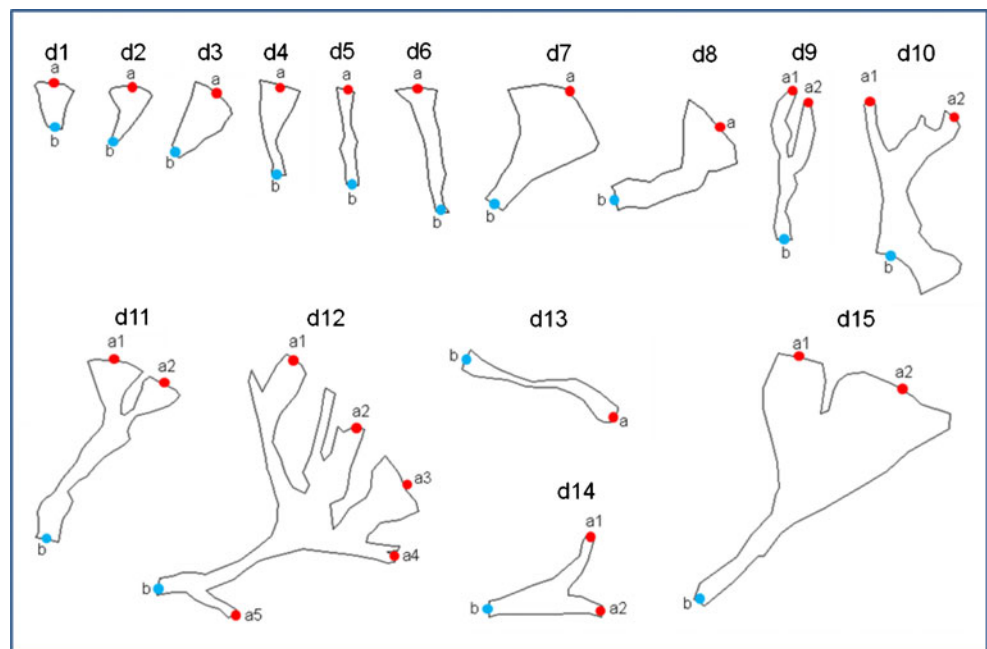 d1 d2 d3 d4 d5 d6 d7 d8 d9 d10
a a a a a a a a a1 a2 a1 a2
b b b b b b b b b b
d11 d12 d13 d15
a1 a2 a1 a2 a3 a4 a5 b a a1 a2
b b b
d14
a1
b a2